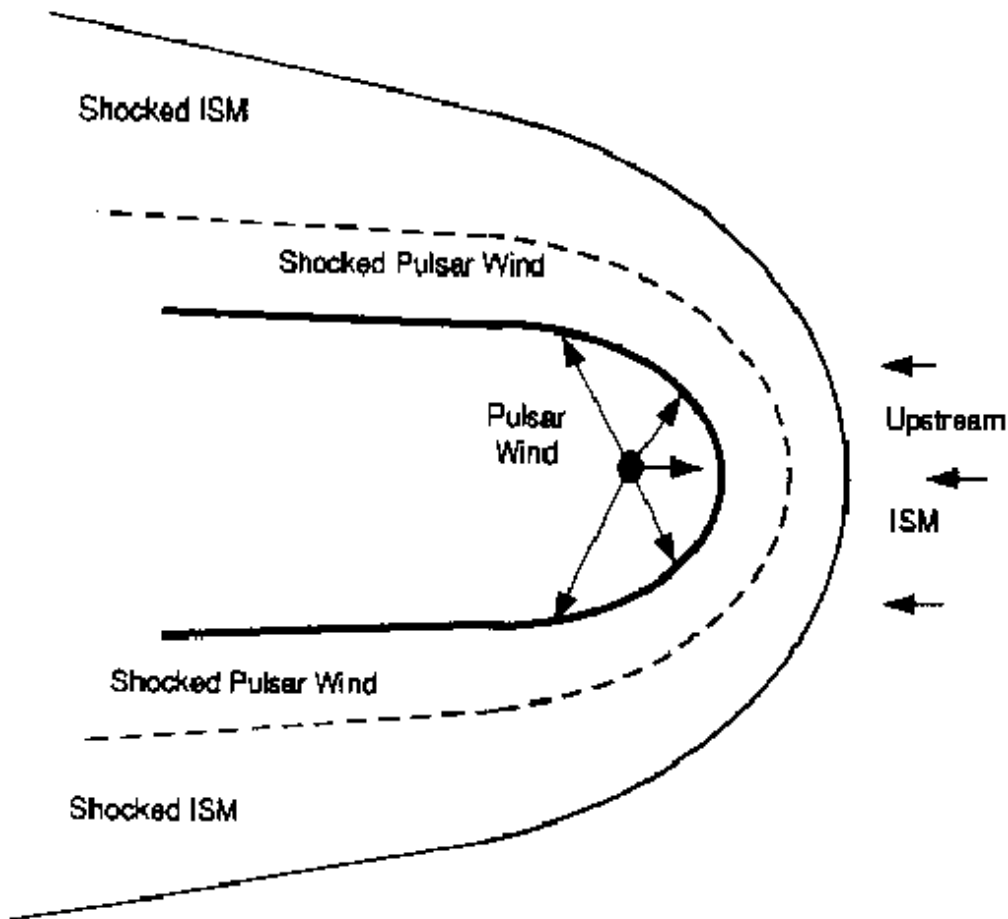 Shocked ISM
Shocked Pulsar Wind
Pulsar
Wind
Upstream
ISM
Shocked Pulsar Wind
Shocked ISM